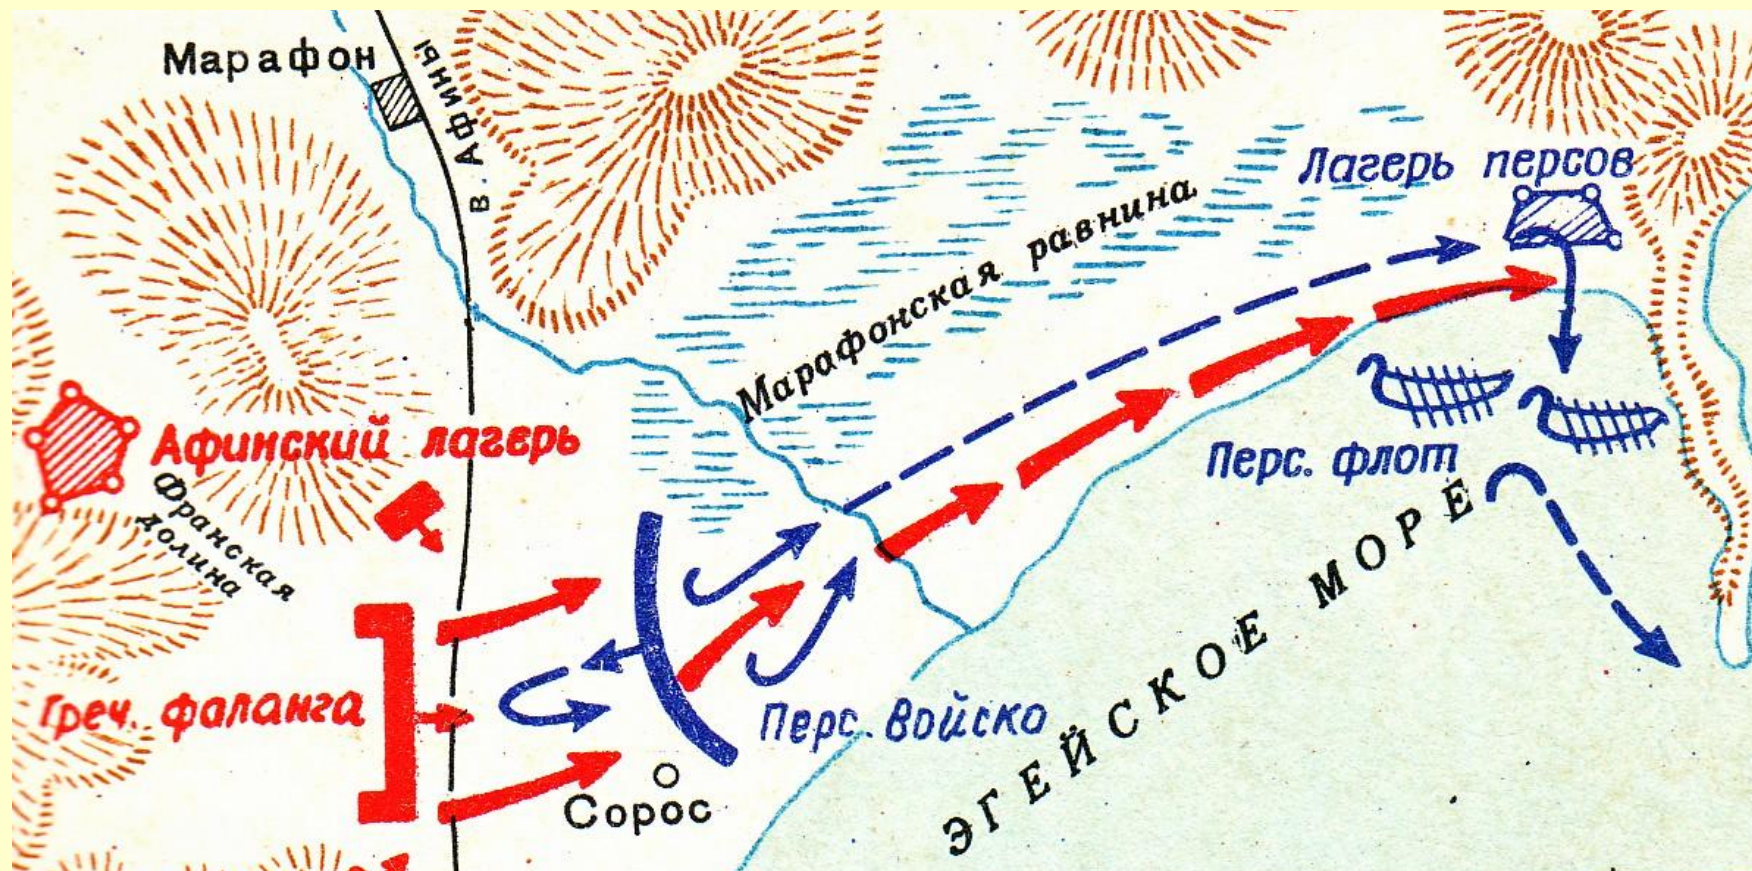 Марафон
В. Афины
Лагерь персов
Марафонская равнина
Афинский лагерь
Франская
долина
Перс. флот
Греч. фаланга
Перс. Войско
Сорос
ЭГЕЙСКОЕ МОРЕ